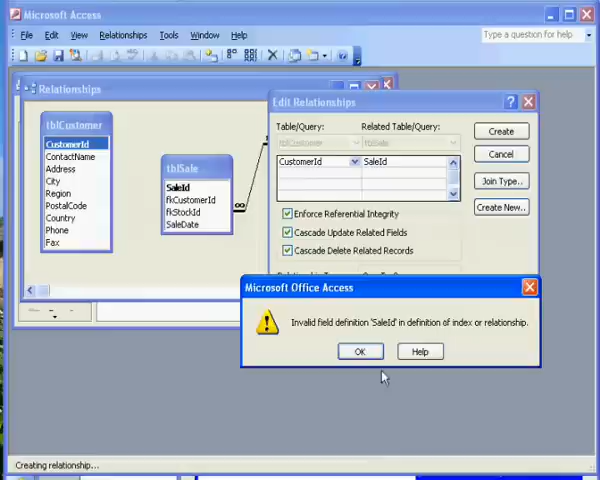 Microsoft Access
File Edit View Relationships Tools Window Help Type a question for help
Relationships
tblCustomer
CustomerId
ContactName
Address
City
Region
PostalCode
Country
Phone
Fax
tblSale
SaleId
fkCustomerId
fkStockId
SaleDate
∞
Edit Relationships
Table/Query: Related Table/Query:
tblCustomer tblSale
CustomerId SaleId
Enforce Referential Integrity
Cascade Update Related Fields
Cascade Delete Related Records
Create
Cancel
Join Type..
Create New..
Microsoft Office Access
Invalid field definition 'SaleId' in definition of index or relationship.
OK Help
Creating relationship...